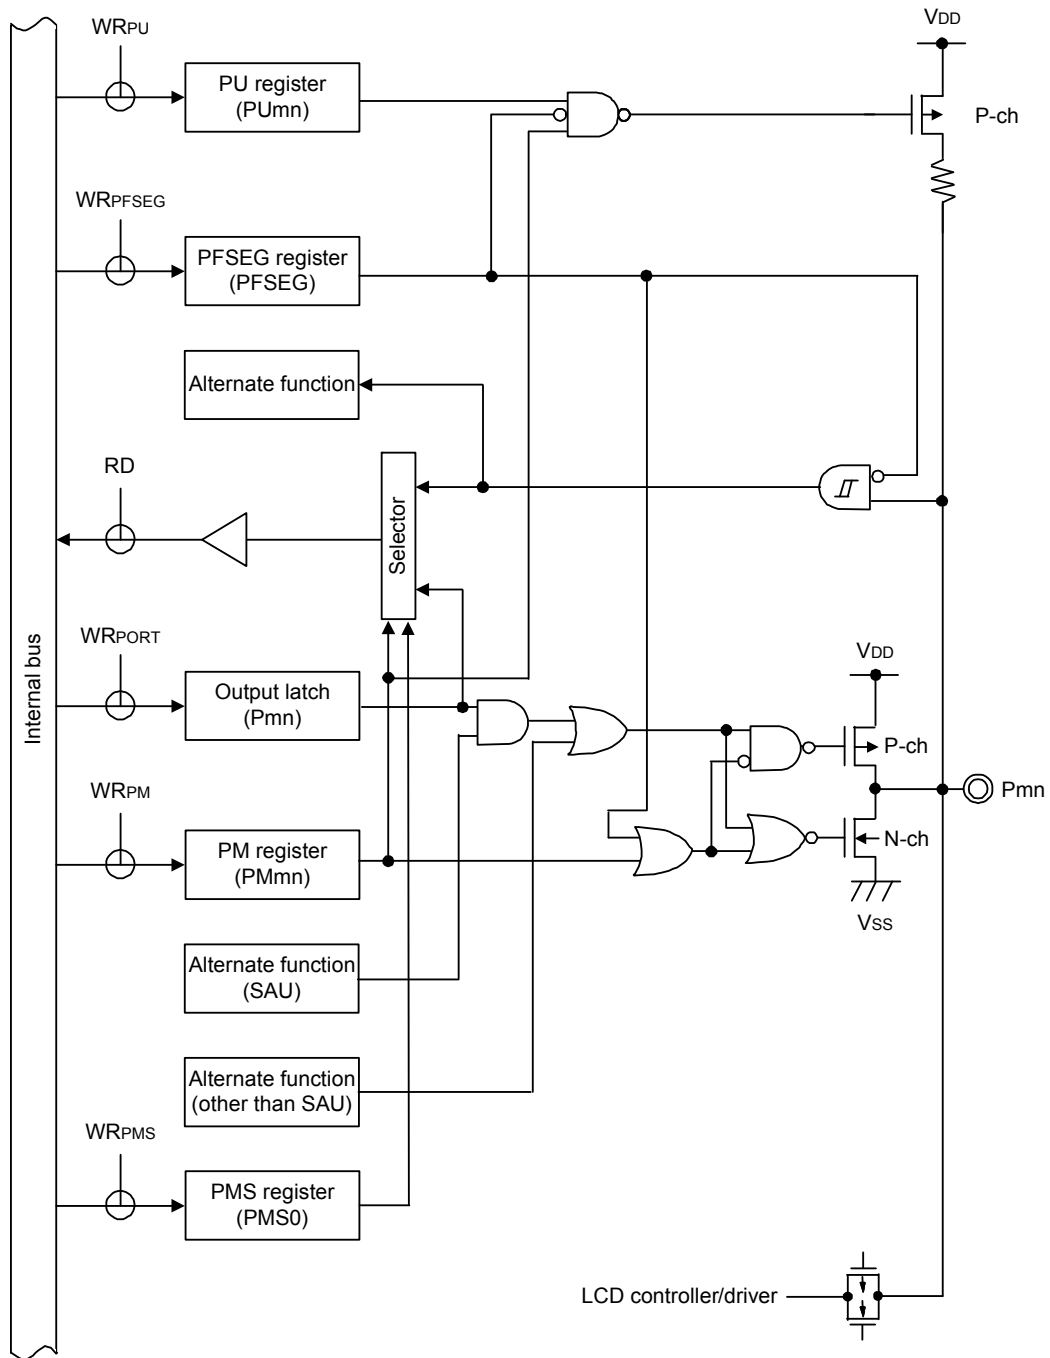 WRPU
VDD
PU register
(PUmn)
P-ch
WRPFSEG
PFSEG register
(PFSEG)
Alternate function
RD
Selector
Internal bus
WRPORT
Output latch
(Pmn)
VDD
P-ch
Pmn
WRPM
PM register
(PMmn)
N-ch
VSS
Alternate function
(SAU)
Alternate function
(other than SAU)
WRPMS
PMS register
(PMS0)
LCD controller/driver